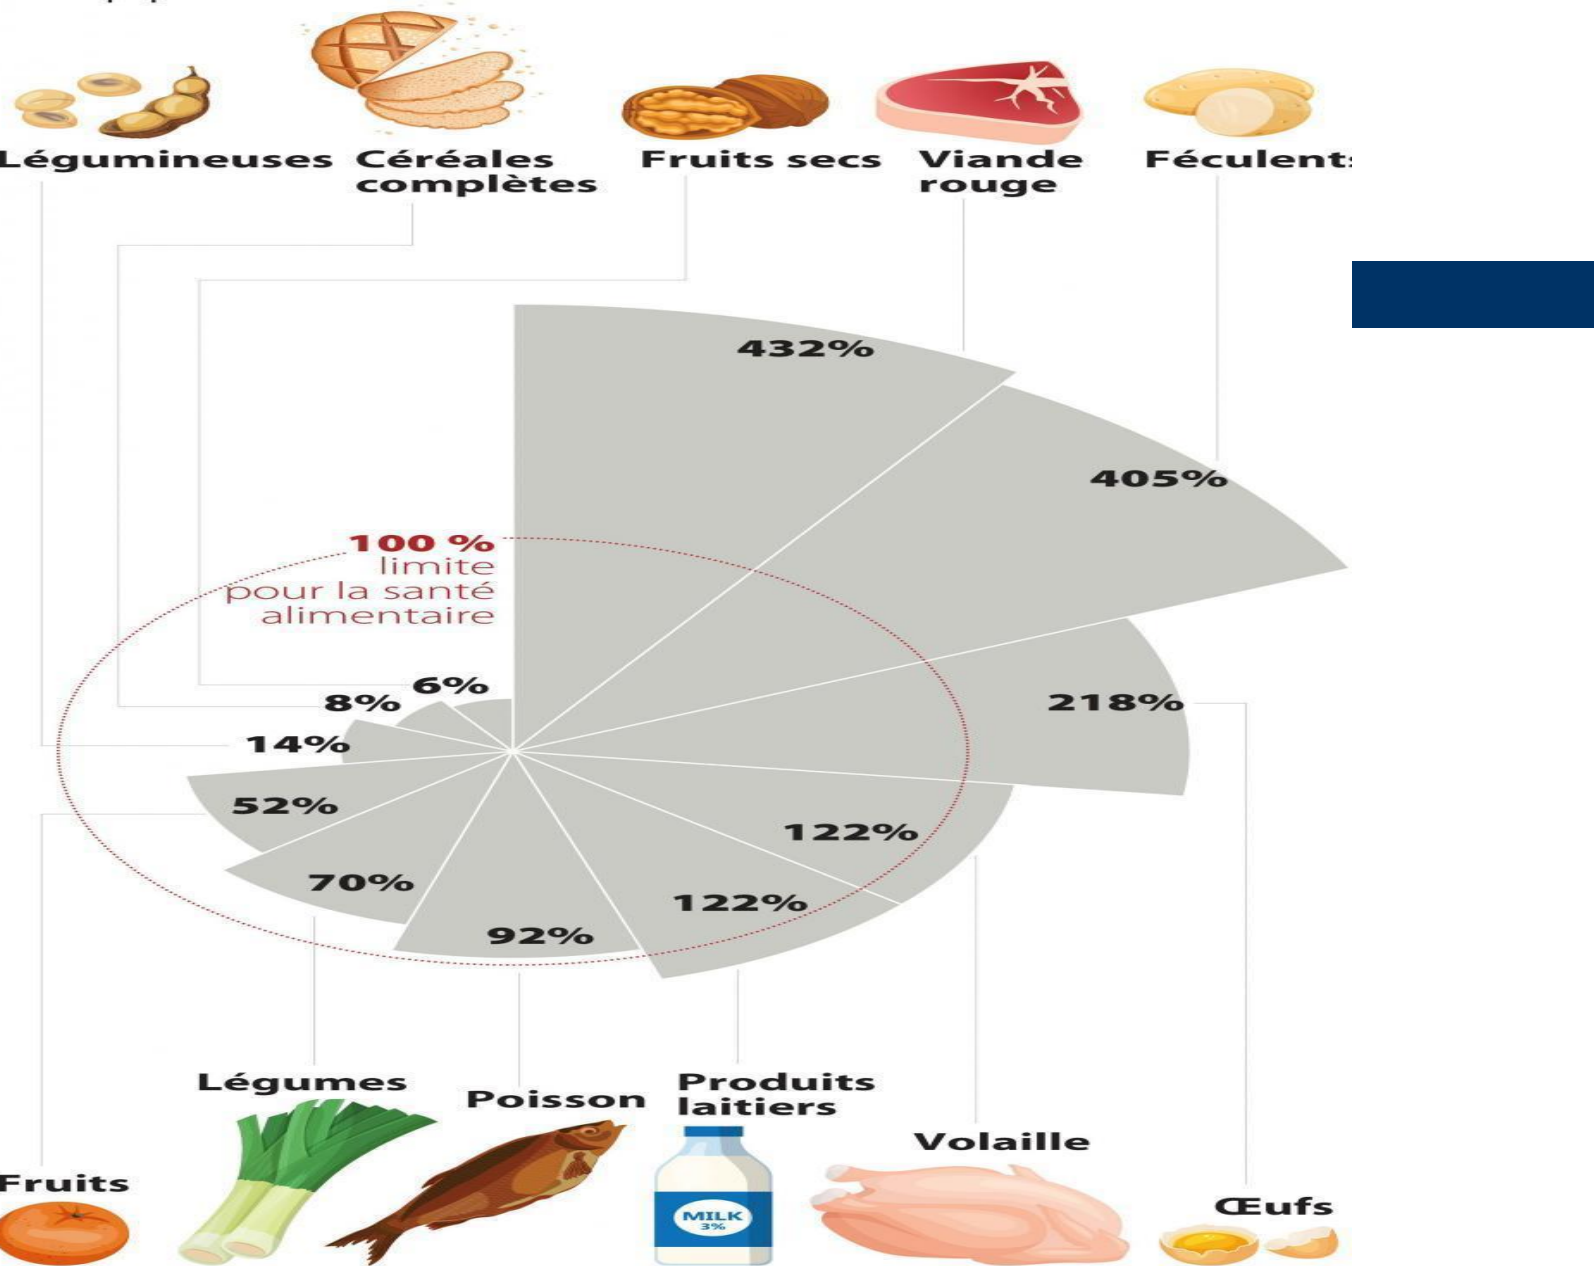 Légumineuses
Céréales
complètes
Fruits secs
Viande
rouge
Féculents
432%
405%
100 %
limite
pour la santé
alimentaire
6%
8%
218%
14%
52%
122%
70%
122%
92%
Légumes
Poisson
Produits
laitiers
Volaille
Fruits
Œufs
MILK
3%